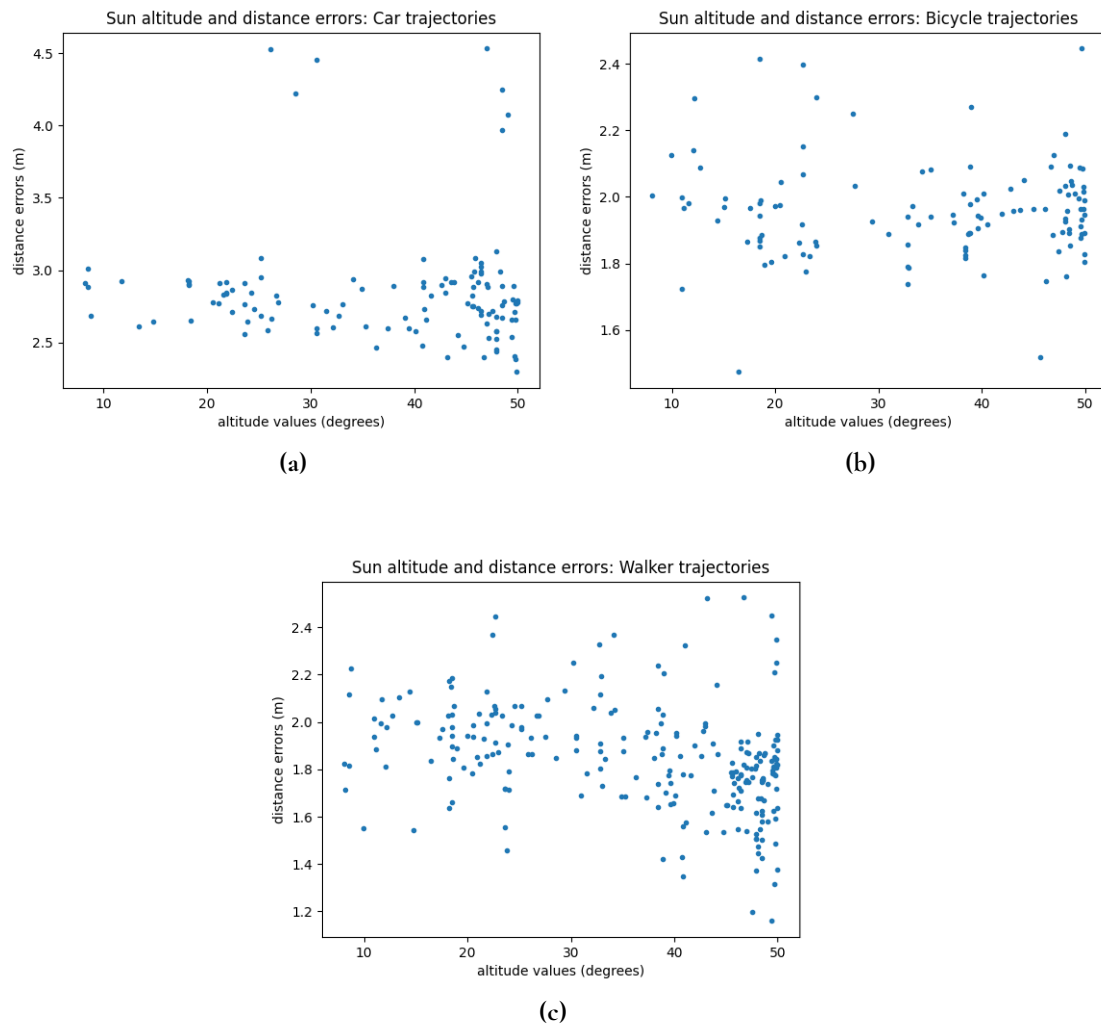 Sun altitude and distance errors: Car trajectories
4.5
4.0
3.5
3.0
2.5
distance errors (m)
10 20 30 40 50
altitude values (degrees)
(a)
Sun altitude and distance errors: Bicycle trajectories
2.4
2.2
2.0
1.8
1.6
distance errors (m)
10 20 30 40 50
altitude values (degrees)
(b)
Sun altitude and distance errors: Walker trajectories
2.4
2.2
2.0
1.8
1.6
1.4
1.2
distance errors (m)
10 20 30 40 50
altitude values (degrees)
(c)